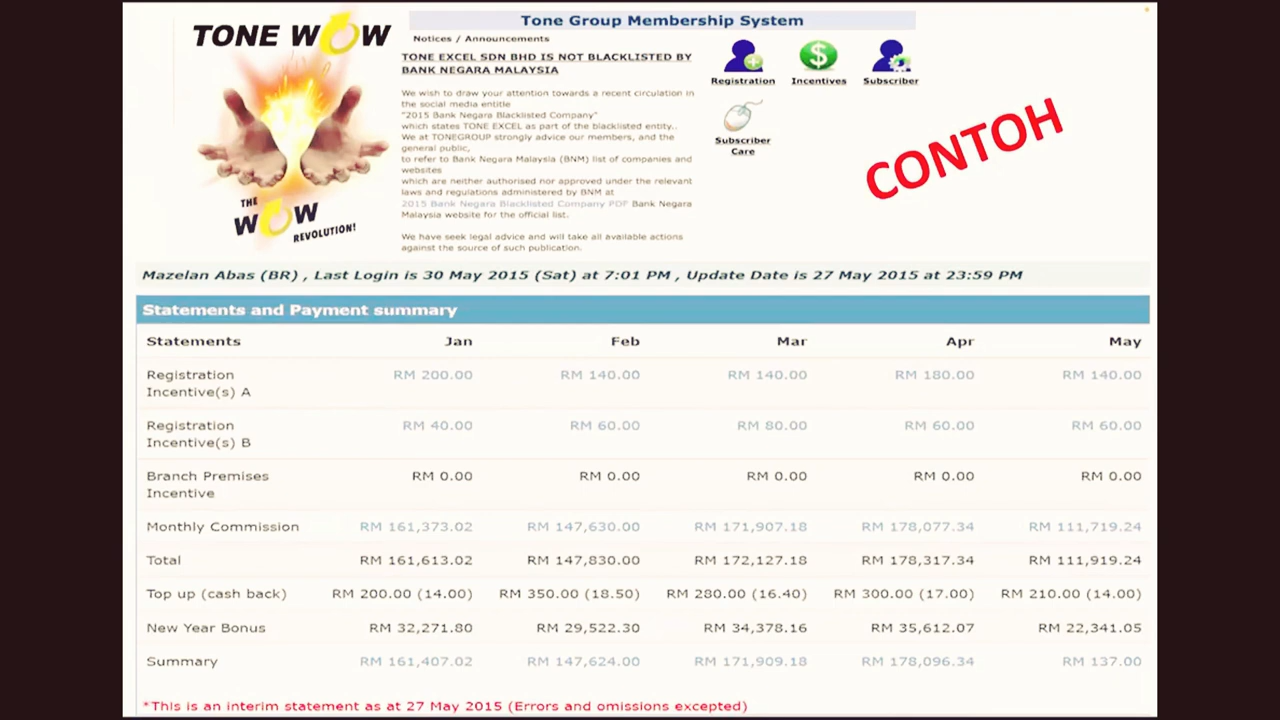 Tone Group Membership System
TONE WOW
THE
WOW
REVOLUTION!
Notices / Announcements
TONE EXCEL SDN BHD IS NOT BLACKLISTED BY
BANK NEGARA MALAYSIA
We wish to draw your attention towards a recent circulation in
the social media entitle
"2015 Bank Negara Blacklisted Company"
which states TONE EXCEL as part of the blacklisted entity..
We at TONEGROUP strongly advice our members, and the
general public,
to refer to Bank Negara Malaysia (BNM) list of companies and
websites
which are neither authorised nor approved under the relevant
laws and regulations administered by BNM at
2015 Bank Negara Blacklisted Company PDF Bank Negara
Malaysia website for the official list.
We have seek legal advice and will take all available actions
against the source of such publication.
Registration Incentives Subscriber
Subscriber
Care
CONTOH
Mazelan Abas (BR) , Last Login is 30 May 2015 (Sat) at 7:01 PM , Update Date is 27 May 2015 at 23:59 PM
Statements and Payment summary
Statements Jan Feb Mar Apr May
Registration
Incentive(s) A RM 200.00 RM 140.00 RM 140.00 RM 180.00 RM 140.00
Registration
Incentive(s) B RM 40.00 RM 60.00 RM 80.00 RM 60.00 RM 60.00
Branch Premises
Incentive RM 0.00 RM 0.00 RM 0.00 RM 0.00 RM 0.00
Monthly Commission RM 161,373.02 RM 147,630.00 RM 171,907.18 RM 178,077.34 RM 111,719.24
Total RM 161,613.02 RM 147,830.00 RM 172,127.18 RM 178,317.34 RM 111,919.24
Top up (cash back) RM 200.00 (14.00) RM 350.00 (18.50) RM 280.00 (16.40) RM 300.00 (17.00) RM 210.00 (14.00)
New Year Bonus RM 32,271.80 RM 29,522.30 RM 34,378.16 RM 35,612.07 RM 22,341.05
Summary RM 161,407.02 RM 147,624.00 RM 171,909.18 RM 178,096.34 RM 137.00
*This is an interim statement as at 27 May 2015 (Errors and omissions excepted)